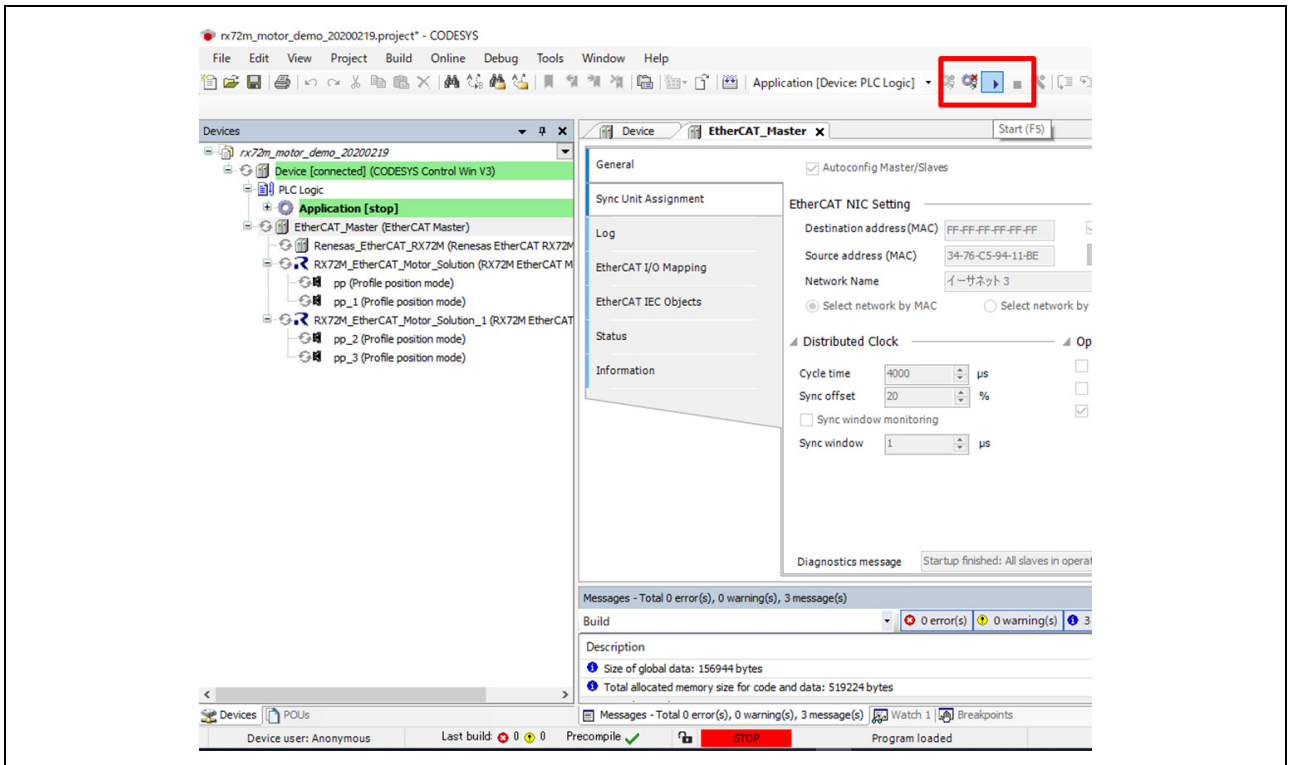 rx72m_motor_demo_20200219.project* - CODESYS
File Edit View Project Build Online Debug Tools Window Help
Application [Device: PLC Logic]
Start (F5)
Devices
rx72m_motor_demo_20200219
Device [connected] (CODESYS Control Win V3)
PLC Logic
Application [stop]
EtherCAT_Master (EtherCAT Master)
Renesas_EtherCAT_RX72M (Renesas EtherCAT RX72M
RX72M_EtherCAT_Motor_Solution (RX72M EtherCAT M
pp (Profile position mode)
pp_1 (Profile position mode)
RX72M_EtherCAT_Motor_Solution_1 (RX72M EtherCAT
pp_2 (Profile position mode)
pp_3 (Profile position mode)
Devices POUs
Device EtherCAT_Master
General
Sync Unit Assignment
Log
EtherCAT I/O Mapping
EtherCAT IEC Objects
Status
Information
Autoconfig Master/Slaves
EtherCAT NIC Setting
Destination address (MAC) FF-FF-FF-FF-FF-FF
Source address (MAC) 34-76-C5-94-11-BE
Network Name イーサネット 3
Select network by MAC Select network by
Distributed Clock Op
Cycle time 4000 µs
Sync offset 20 %
Sync window monitoring
Sync window 1 µs
Diagnostics message Startup finished: All slaves in operat
Messages - Total 0 error(s), 0 warning(s), 3 message(s)
Build 0 error(s) 0 warning(s) 3
Description
Size of global data: 156944 bytes
Total allocated memory size for code and data: 519224 bytes
Messages - Total 0 error(s), 0 warning(s), 3 message(s) Watch 1 Breakpoints
Device user: Anonymous Last build: 0 0 Precompile STOP Program loaded